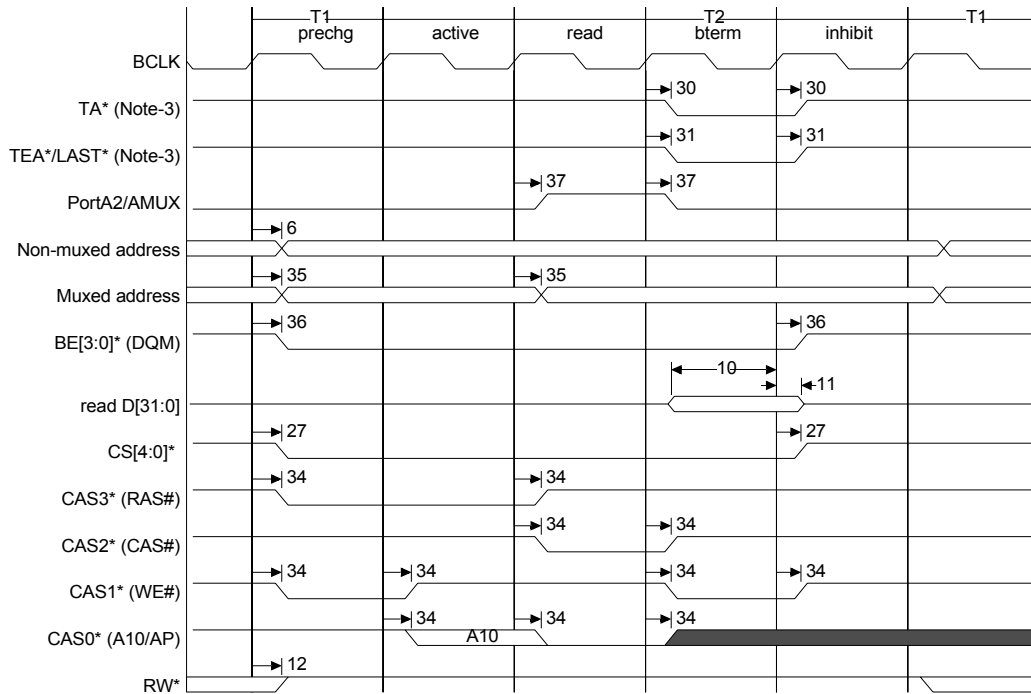 T1 T2 T1
prechg active read bterm inhibit
BCLK
30 30
TA* (Note-3)
31 31
TEA*/LAST* (Note-3)
37 37
PortA2/AMUX
6
Non-muxed address
35 35
Muxed address
36 36
BE[3:0]* (DQM)
10
11
read D[31:0]
27 27
CS[4:0]*
34 34
CAS3* (RAS#)
34 34
CAS2* (CAS#)
34 34 34 34
CAS1* (WE#)
34 34 34
CAS0* (A10/AP) A10
12
RW*